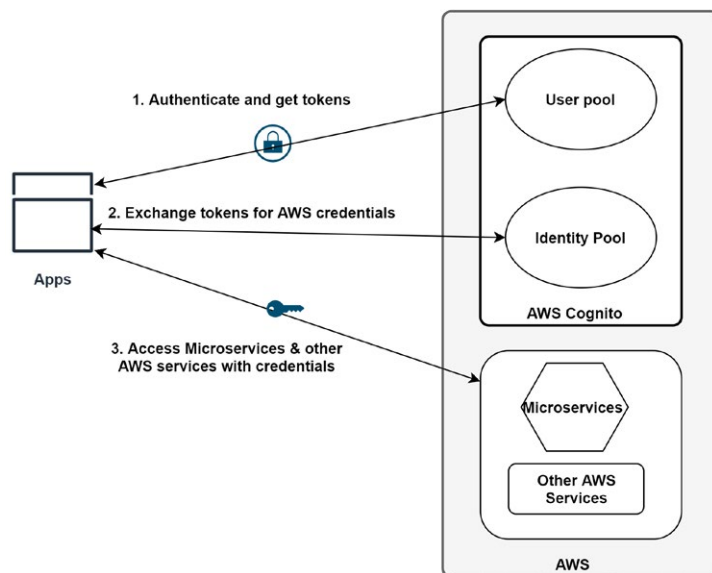 1. Authenticate and get tokens
User pool
2. Exchange tokens for AWS credentials
Identity Pool
Apps
AWS Cognito
3. Access Microservices & other
AWS services with credentials
Microservices
Other AWS
Services
AWS